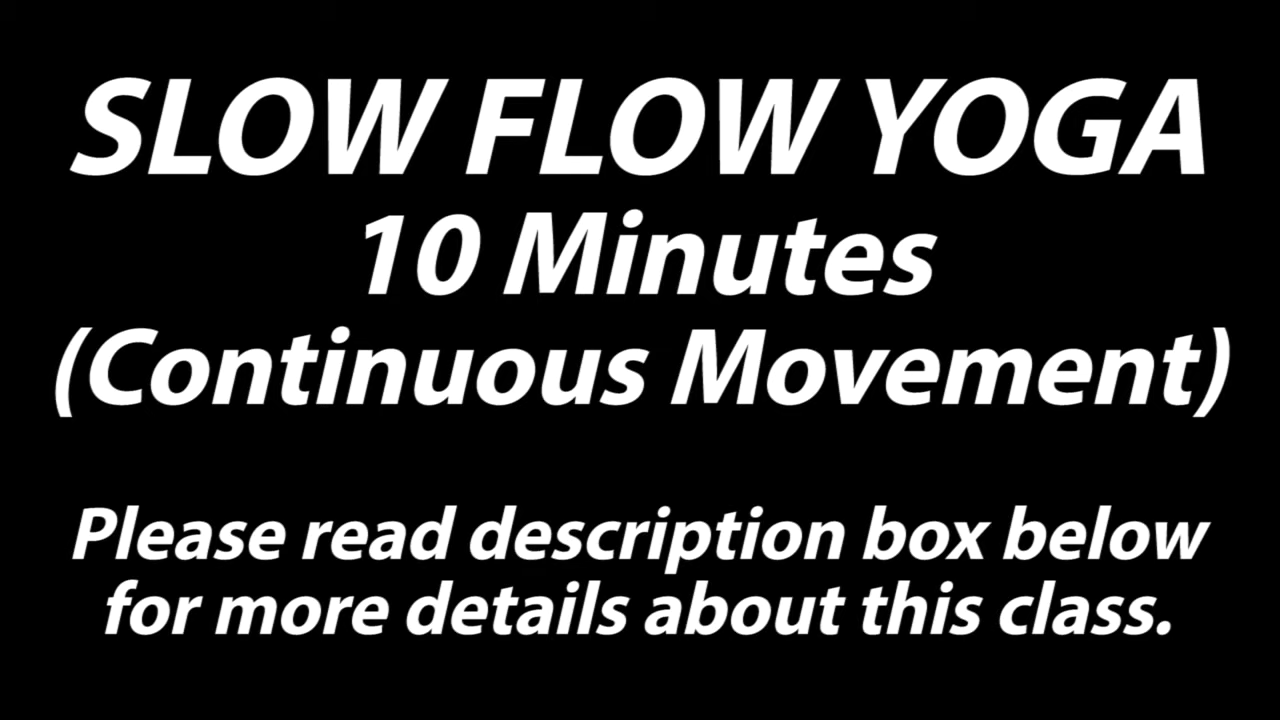 SLOW FLOW YOGA
10 Minutes
(Continuous Movement)
Please read description box below
for more details about this class.